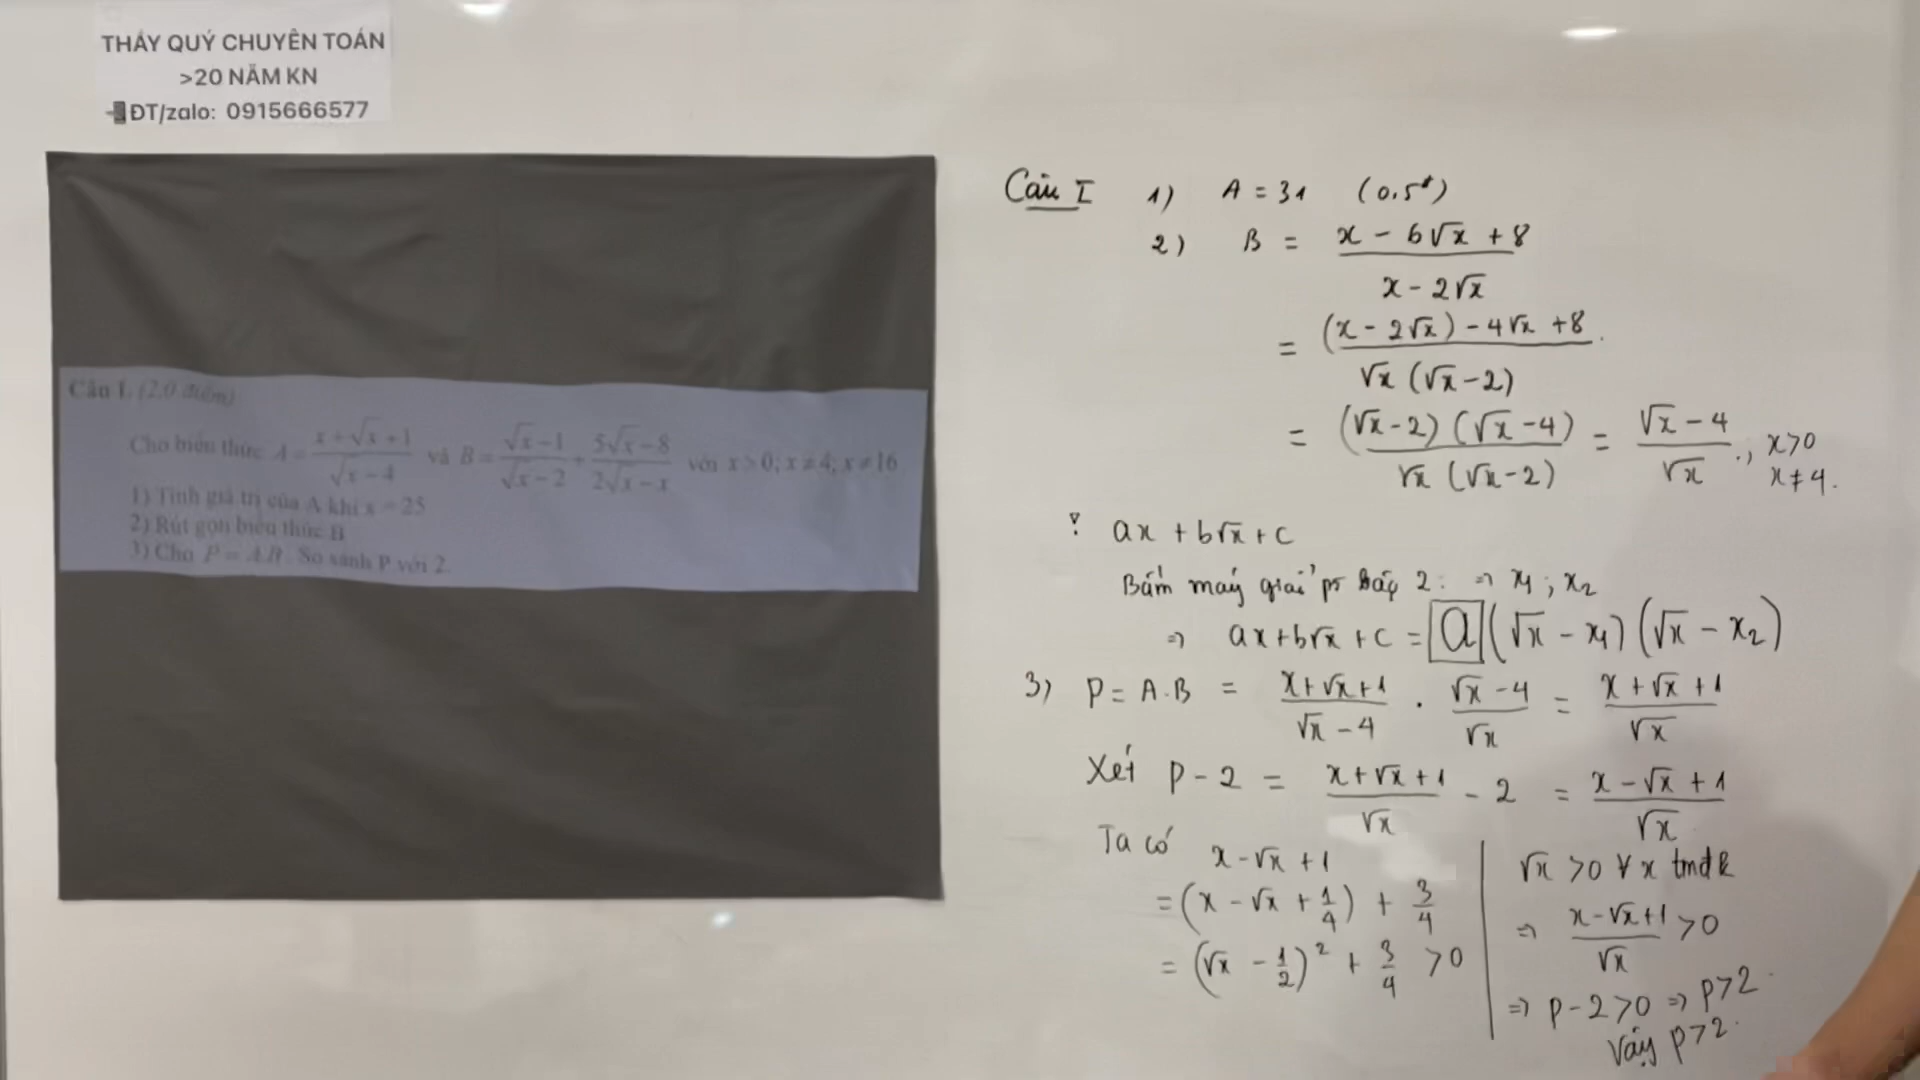 THẦY QUÝ CHUYÊN TOÁN
>20 NĂM KN
ĐT/zalo: 0915666577
Câu I. (2,0 điểm)
Cho biểu thức A = (x+√x+1)/(√x−4) và B = (√x−1)/(√x−2) + (5√x−8)/(2√x−x) với x>0; x≠4; x≠16
1) Tính giá trị của A khi x = 25
2) Rút gọn biểu thức B
3) Cho P = A.B. So sánh P với 2.
Câu I 1) A = 31 (0.5đ)
2) B = (x − 6√x + 8)/(x − 2√x)
= ((x − 2√x) − 4√x + 8)/(√x (√x − 2))
= ((√x − 2)(√x − 4))/(√x (√x − 2)) = (√x − 4)/√x ; x>0 x≠4.
ax + b√x + c
Bấm máy giải pt bậc 2: ⇒ x₁ ; x₂
⇒ ax + b√x + c = a (√x − x₁)(√x − x₂)
3) P = A.B = (x+√x+1)/(√x − 4) . (√x − 4)/√x = (x + √x + 1)/√x
Xét P − 2 = (x + √x + 1)/√x − 2 = (x − √x + 1)/√x
Ta có x − √x + 1
= (x − √x + 1/4) + 3/4
= (√x − 1/2)² + 3/4 > 0
√x > 0 ∀ x tmđk
⇒ (x − √x + 1)/√x > 0
⇒ P − 2 > 0 ⇒ P > 2.
Vậy P > 2.